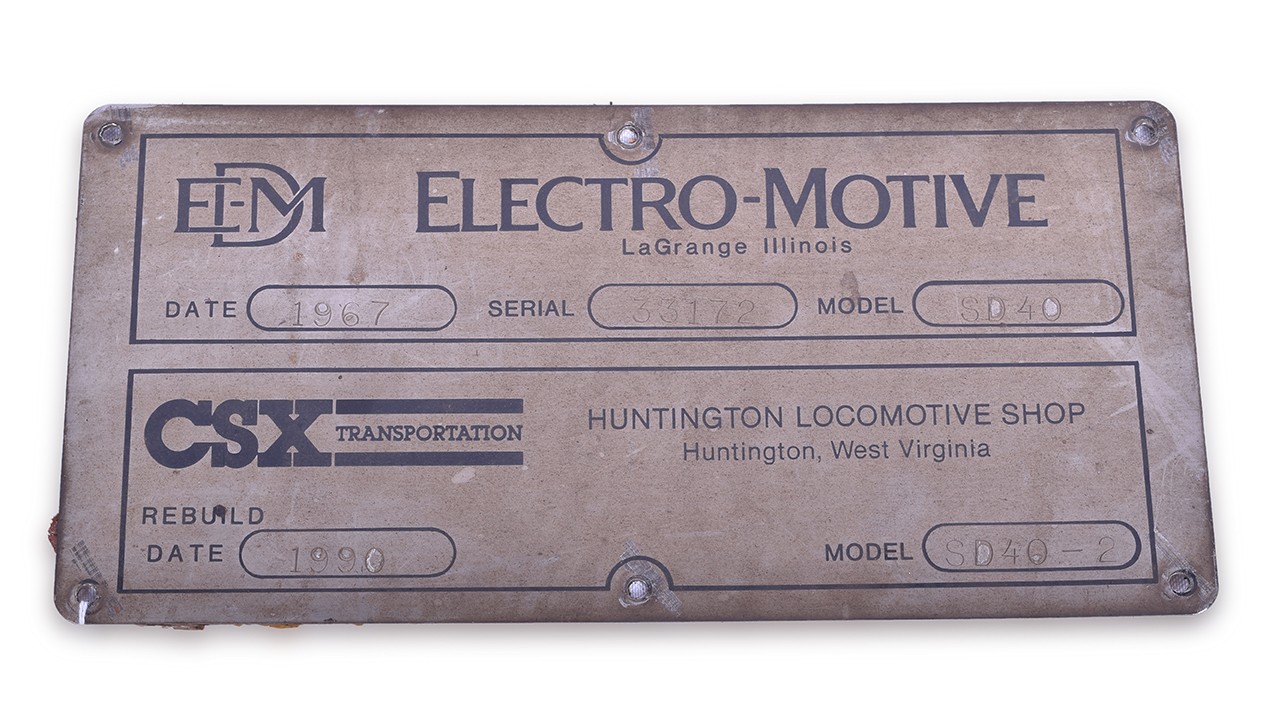 EMD ELECTRO-MOTIVE
LaGrange Illinois
DATE 1967 SERIAL 33172 MODEL SD40
CSX TRANSPORTATION HUNTINGTON LOCOMOTIVE SHOP
Huntington, West Virginia
REBUILD
DATE 1990 MODEL SD40-2